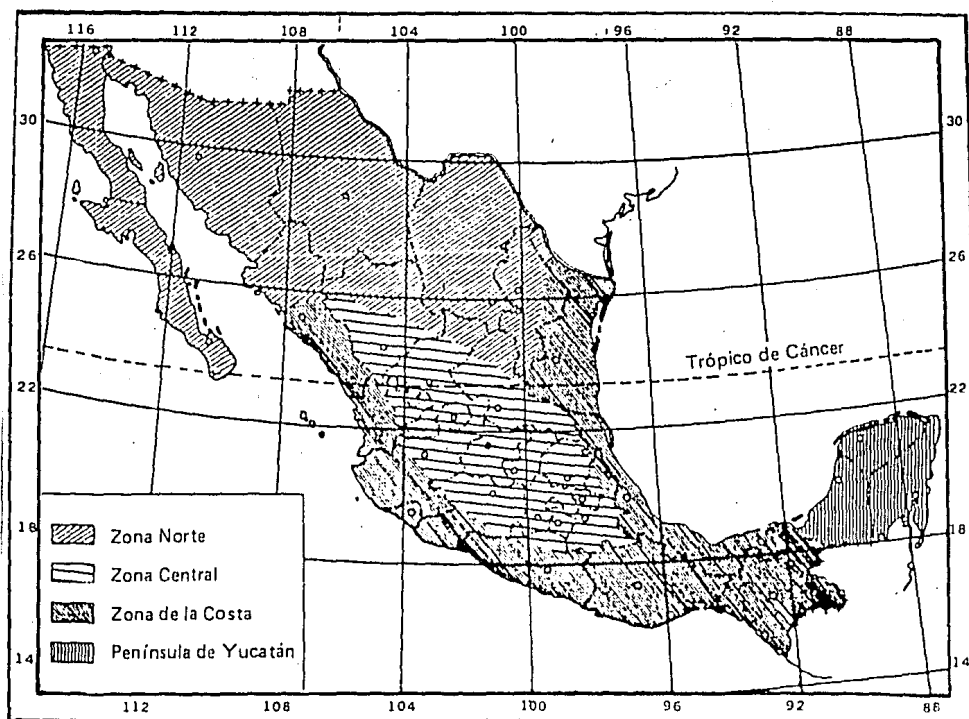 116 112 108 104 100 96 92 88
30 30
26 26
Trópico de Cáncer
22 22
18 18
14 14
Zona Norte
Zona Central
Zona de la Costa
Península de Yucatán
112 108 104 100 96 92 88